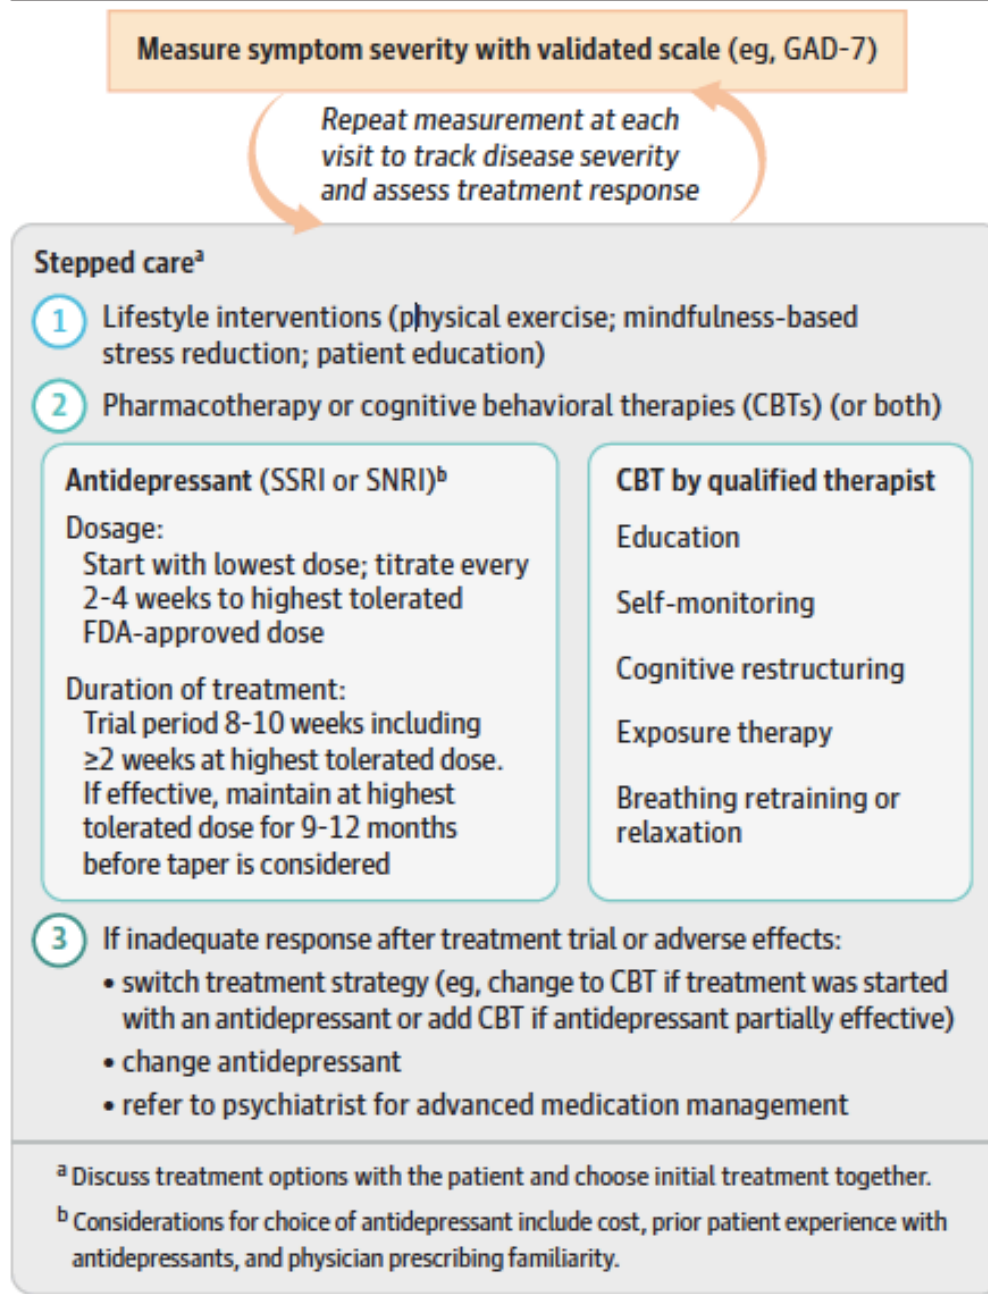 Measure symptom severity with validated scale (eg, GAD-7)
Repeat measurement at each
visit to track disease severity
and assess treatment response
Stepped careᵃ
1 Lifestyle interventions (physical exercise; mindfulness-based
stress reduction; patient education)
2 Pharmacotherapy or cognitive behavioral therapies (CBTs) (or both)
Antidepressant (SSRI or SNRI)ᵇ
Dosage:
Start with lowest dose; titrate every
2-4 weeks to highest tolerated
FDA-approved dose
Duration of treatment:
Trial period 8-10 weeks including
≥2 weeks at highest tolerated dose.
If effective, maintain at highest
tolerated dose for 9-12 months
before taper is considered
CBT by qualified therapist
Education
Self-monitoring
Cognitive restructuring
Exposure therapy
Breathing retraining or
relaxation
3 If inadequate response after treatment trial or adverse effects:
• switch treatment strategy (eg, change to CBT if treatment was started
with an antidepressant or add CBT if antidepressant partially effective)
• change antidepressant
• refer to psychiatrist for advanced medication management
ᵃ Discuss treatment options with the patient and choose initial treatment together.
ᵇ Considerations for choice of antidepressant include cost, prior patient experience with
antidepressants, and physician prescribing familiarity.